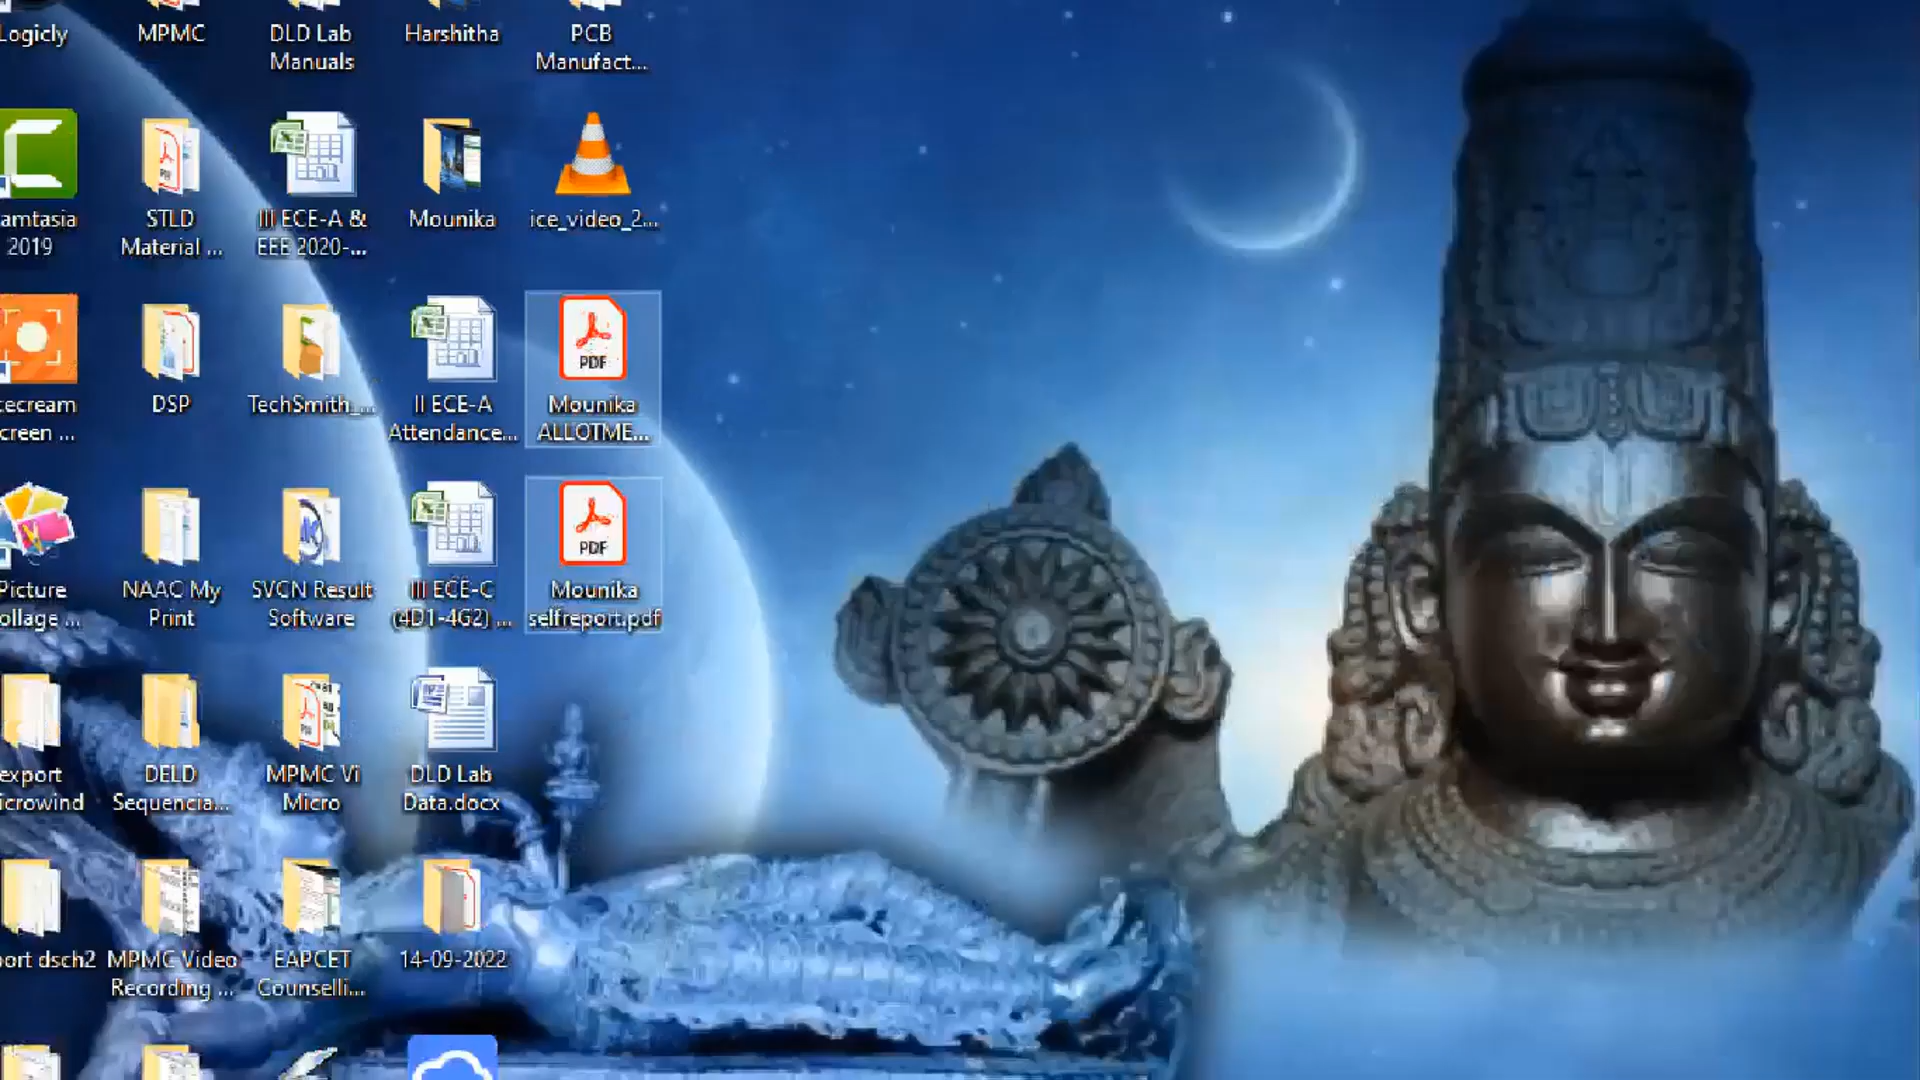 Logicly
MPMC
DLD Lab
Manuals
Harshitha
PCB
Manufact...
amtasia
2019
STLD
Material ...
III ECE-A &
EEE 2020-...
Mounika
ice_video_2...
cecream
creen ...
DSP
TechSmith_...
II ECE-A
Attendance...
PDF
Mounika
ALLOTME...
Picture
ollage ...
NAAC My
Print
SVCN Result
Software
III ECE-C
(4D1-4G2) ...
PDF
Mounika
selfreport.pdf
export
icrowind
DELD
Sequencia...
MPMC Vi
Micro
DLD Lab
Data.docx
port dsch2
MPMC Video
Recording ...
EAPCET
Counselli...
14-09-2022